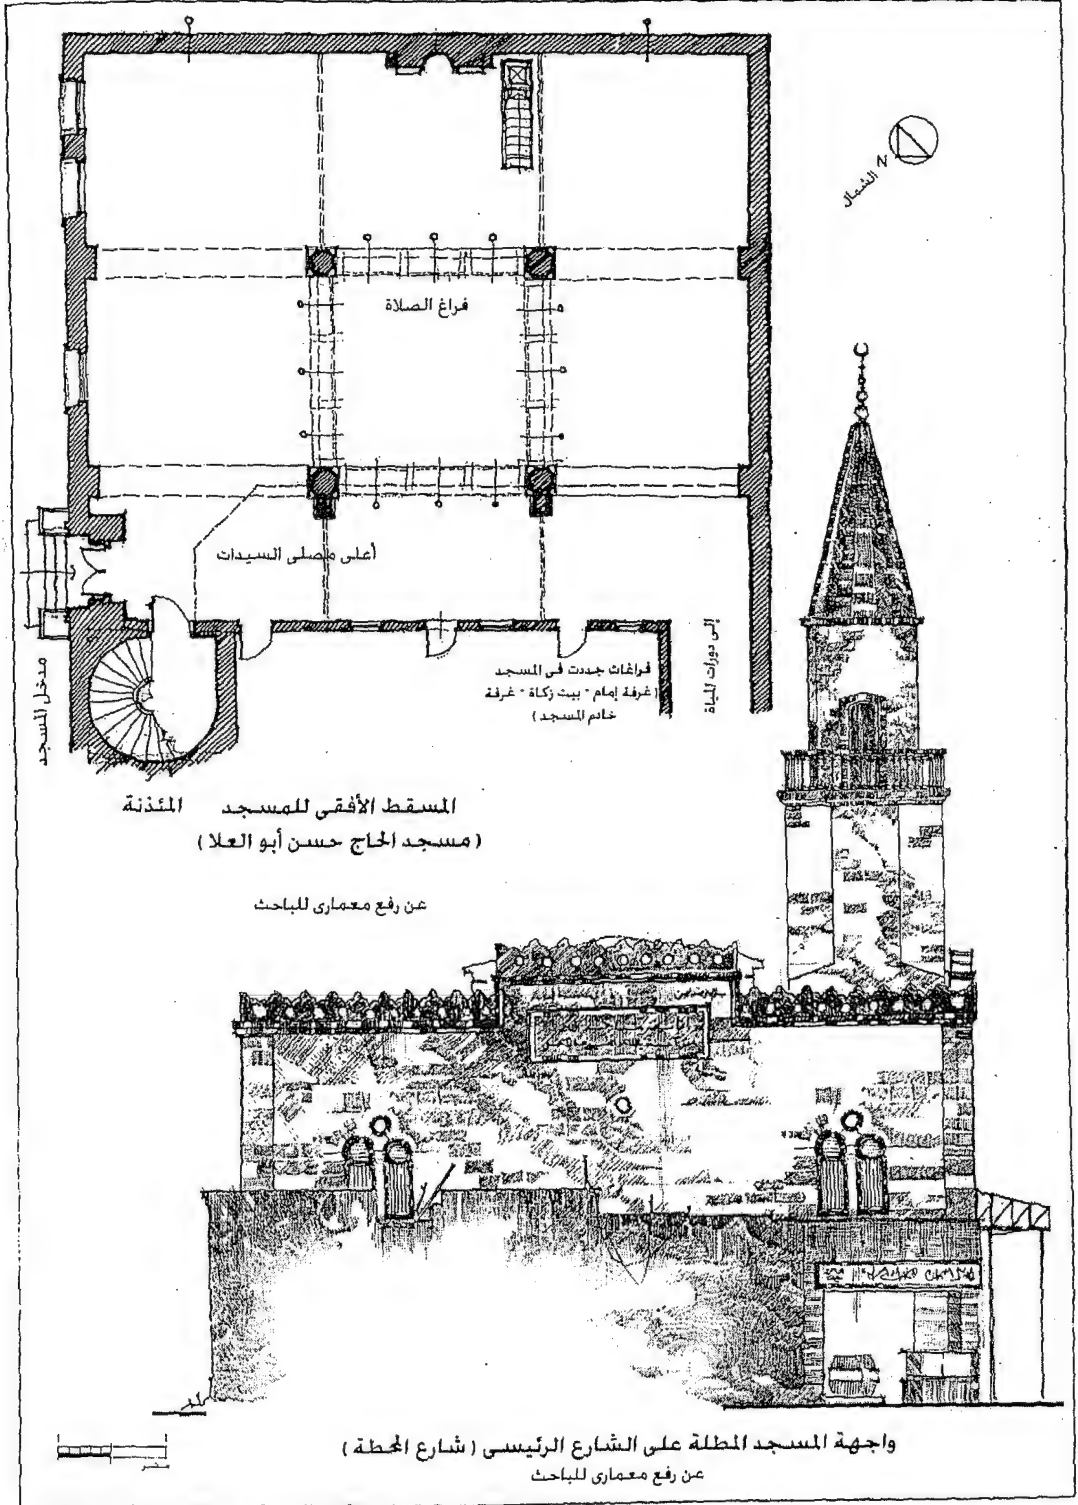 N الشمال
فراغ الصلاة
أعلى مصلى السيدات
مدخل المسجد
فراغات جددت فى المسجد
( غرفة إمام - بيت زكاة - غرفة
خادم المسجد )
إلى دورات المياة
المسقط الأفقى للمسجد
المئذنة
( مسجد الحاج حسن أبو العلا )
عن رفع معمارى للباحث
واجهة المسجد المطلة على الشارع الرئيسى ( شارع المحطة )
عن رفع معمارى للباحث